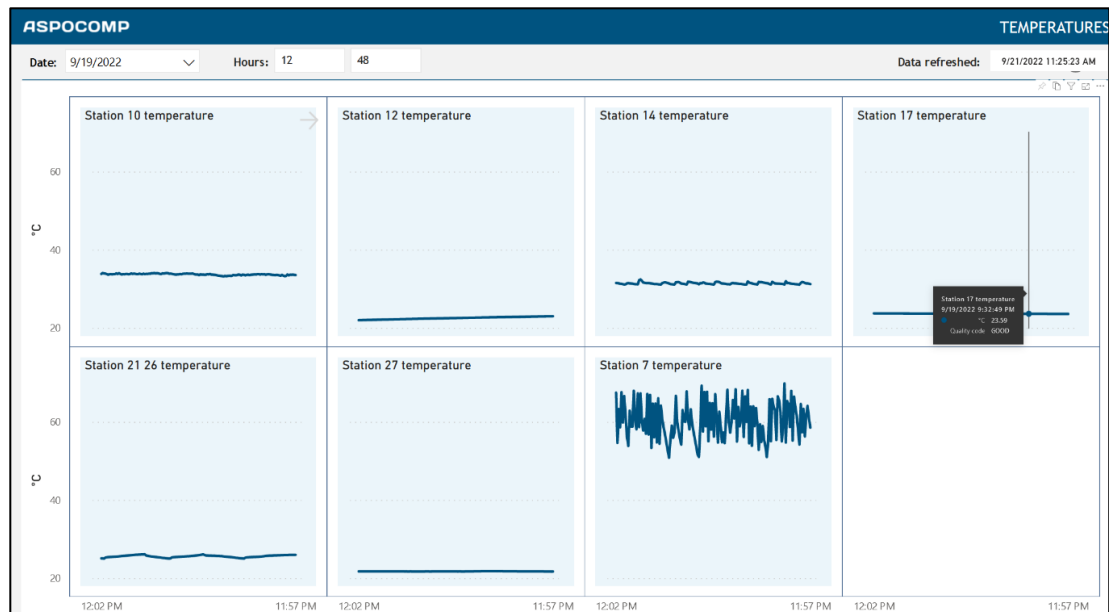 ASPOCOMP
TEMPERATURES
Date: 9/19/2022 Hours: 12 48 Data refreshed: 9/21/2022 11:25:23 AM
Station 10 temperature
Station 12 temperature
Station 14 temperature
Station 17 temperature
60
°C
40
20
Station 17 temperature
9/19/2022 9:32:49 PM
°C 23.59
Quality code GOOD
Station 21 26 temperature
Station 27 temperature
Station 7 temperature
60
°C
40
20
12:02 PM 11:57 PM 12:02 PM 11:57 PM 12:02 PM 11:57 PM 12:02 PM 11:57 PM